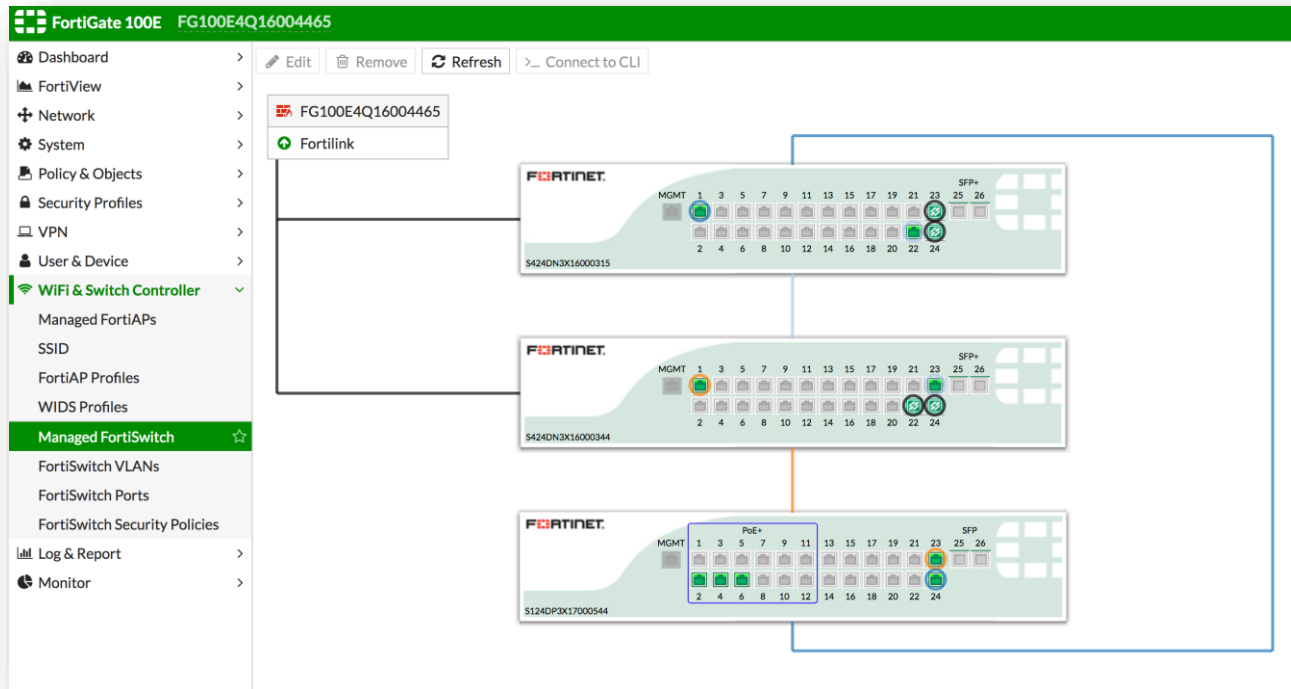 FortiGate 100E FG100E4Q16004465
Dashboard
FortiView
Network
System
Policy & Objects
Security Profiles
VPN
User & Device
WiFi & Switch Controller
Managed FortiAPs
SSID
FortiAP Profiles
WIDS Profiles
Managed FortiSwitch
FortiSwitch VLANs
FortiSwitch Ports
FortiSwitch Security Policies
Log & Report
Monitor
Edit Remove Refresh >_ Connect to CLI
FG100E4Q16004465
Fortilink
FORTINET.
SFP+
MGMT 1 3 5 7 9 11 13 15 17 19 21 23 25 26
2 4 6 8 10 12 14 16 18 20 22 24
S424DN3X16000315
FORTINET.
SFP+
MGMT 1 3 5 7 9 11 13 15 17 19 21 23 25 26
2 4 6 8 10 12 14 16 18 20 22 24
S424DN3X16000344
FORTINET.
PoE+ SFP
MGMT 1 3 5 7 9 11 13 15 17 19 21 23 25 26
2 4 6 8 10 12 14 16 18 20 22 24
S124DP3X17000544